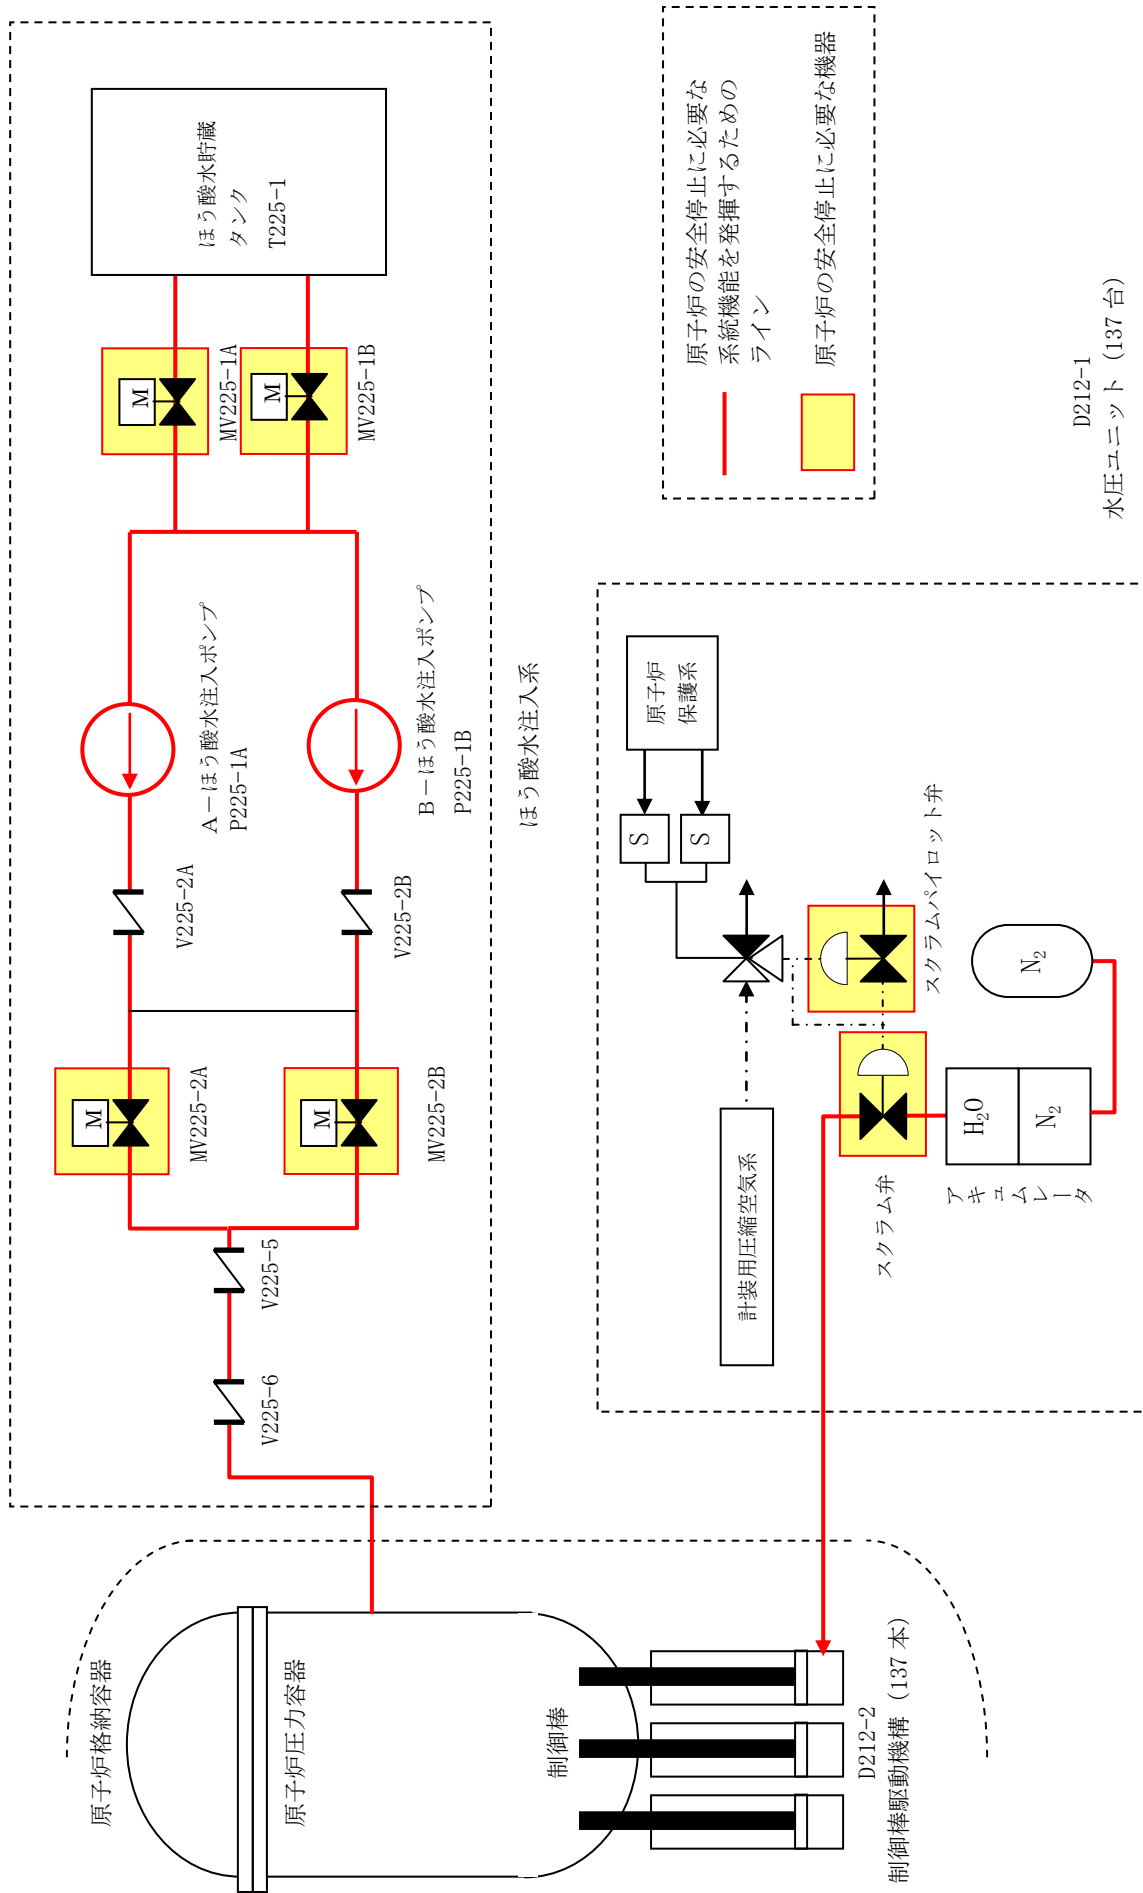 原子炉格納容器
原子炉圧力容器
制御棒
D212-2
制御棒駆動機構（137 本）
V225-6
V225-5
M
MV225-2A
M
MV225-2B
V225-2A
V225-2B
A－ほう酸水注入ポンプ
P225-1A
B－ほう酸水注入ポンプ
P225-1B
M
MV225-1A
M
MV225-1B
ほう酸水貯蔵
タンク
T225-1
ほう酸水注入系
計装用圧縮空気系
原子炉
保護系
S
S
スクラム弁
スクラムパイロット弁
アキュムレータ
H₂O
N₂
N₂
D212-1
水圧ユニット（137 台）
原子炉の安全停止に必要な
系統機能を発揮するための
ライン
原子炉の安全停止に必要な機器